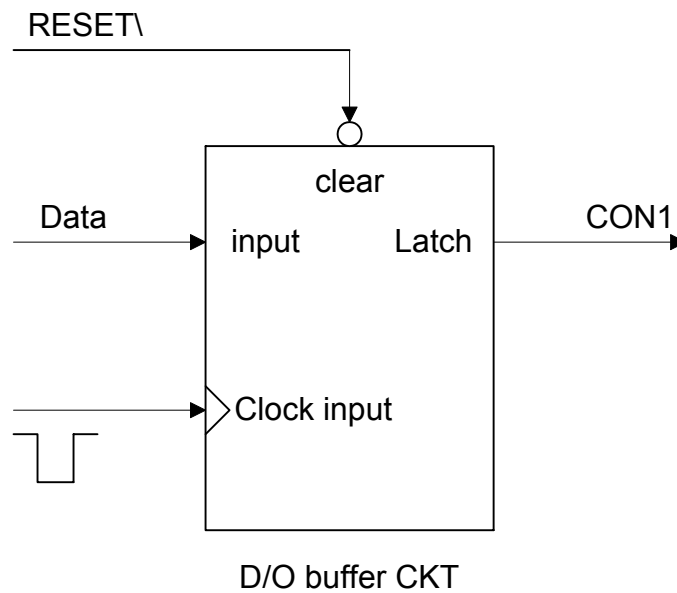 RESET\
clear
Data
input
Latch
CON1
Clock input
D/O buffer CKT